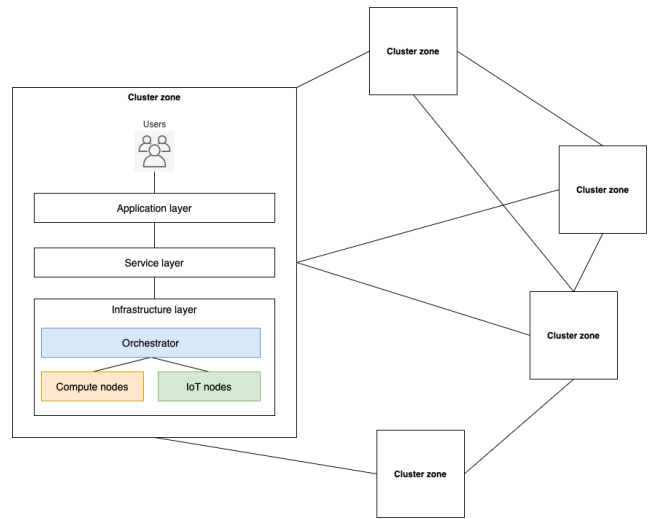 Cluster zone
Cluster zone
Users
Cluster zone
Application layer
Service layer
Infrastructure layer
Orchestrator
Cluster zone
Compute nodes
IoT nodes
Cluster zone